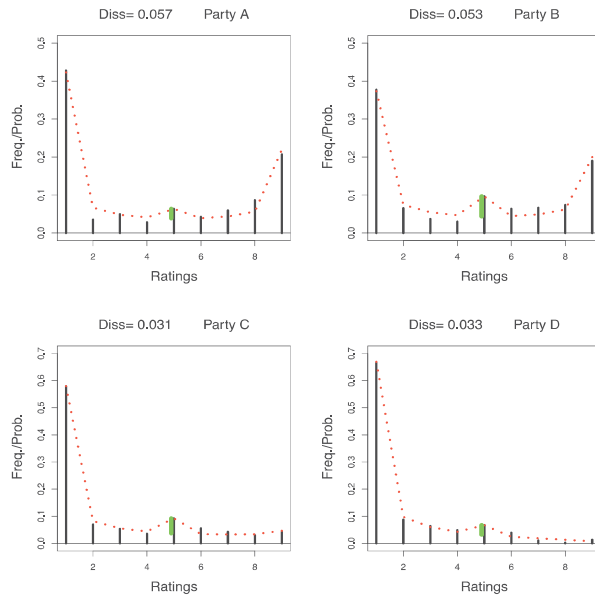 Diss= 0.057 Party A
0.5
0.4
0.3
0.2
0.1
0.0
Freq./Prob.
2 4 6 8
Ratings
Diss= 0.053 Party B
0.5
0.4
0.3
0.2
0.1
0.0
Freq./Prob.
2 4 6 8
Ratings
Diss= 0.031 Party C
0.7
0.6
0.5
0.4
0.3
0.2
0.1
0.0
Freq./Prob.
2 4 6 8
Ratings
Diss= 0.033 Party D
0.7
0.6
0.5
0.4
0.3
0.2
0.1
0.0
Freq./Prob.
2 4 6 8
Ratings